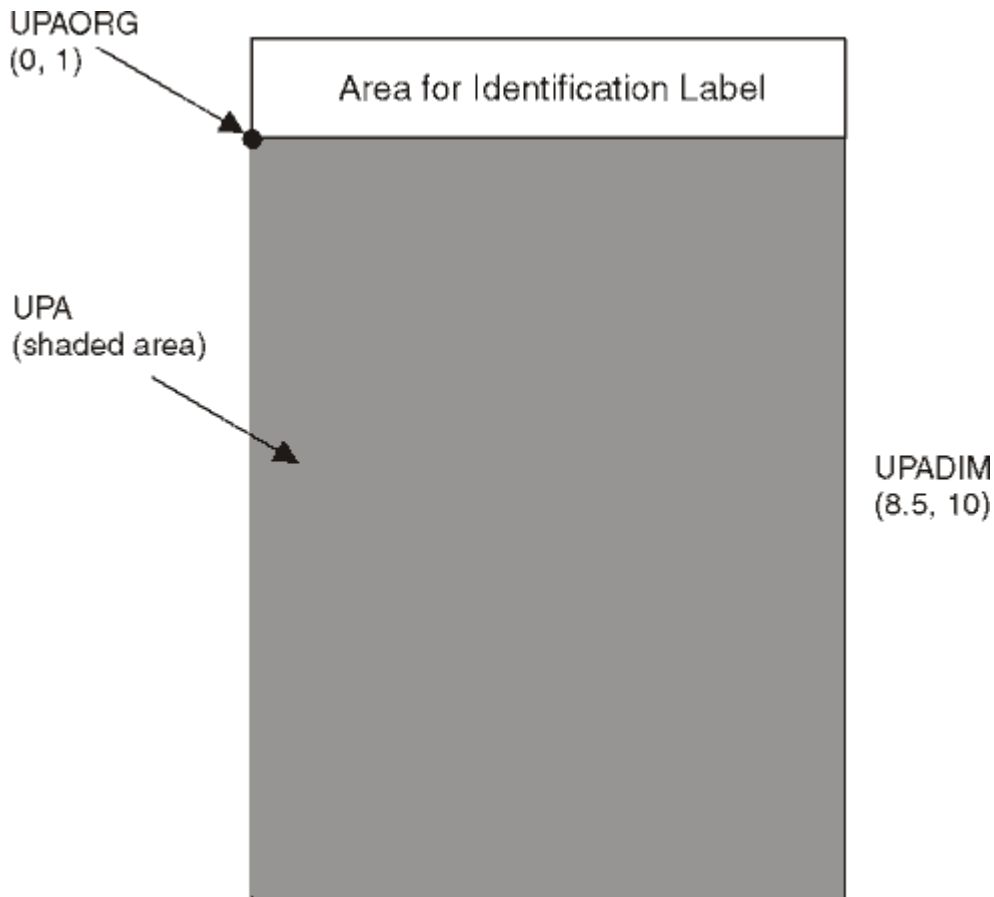 UPAORG
(0, 1)
Area for Identification Label
UPA
(shaded area)
UPADIM
(8.5, 10)